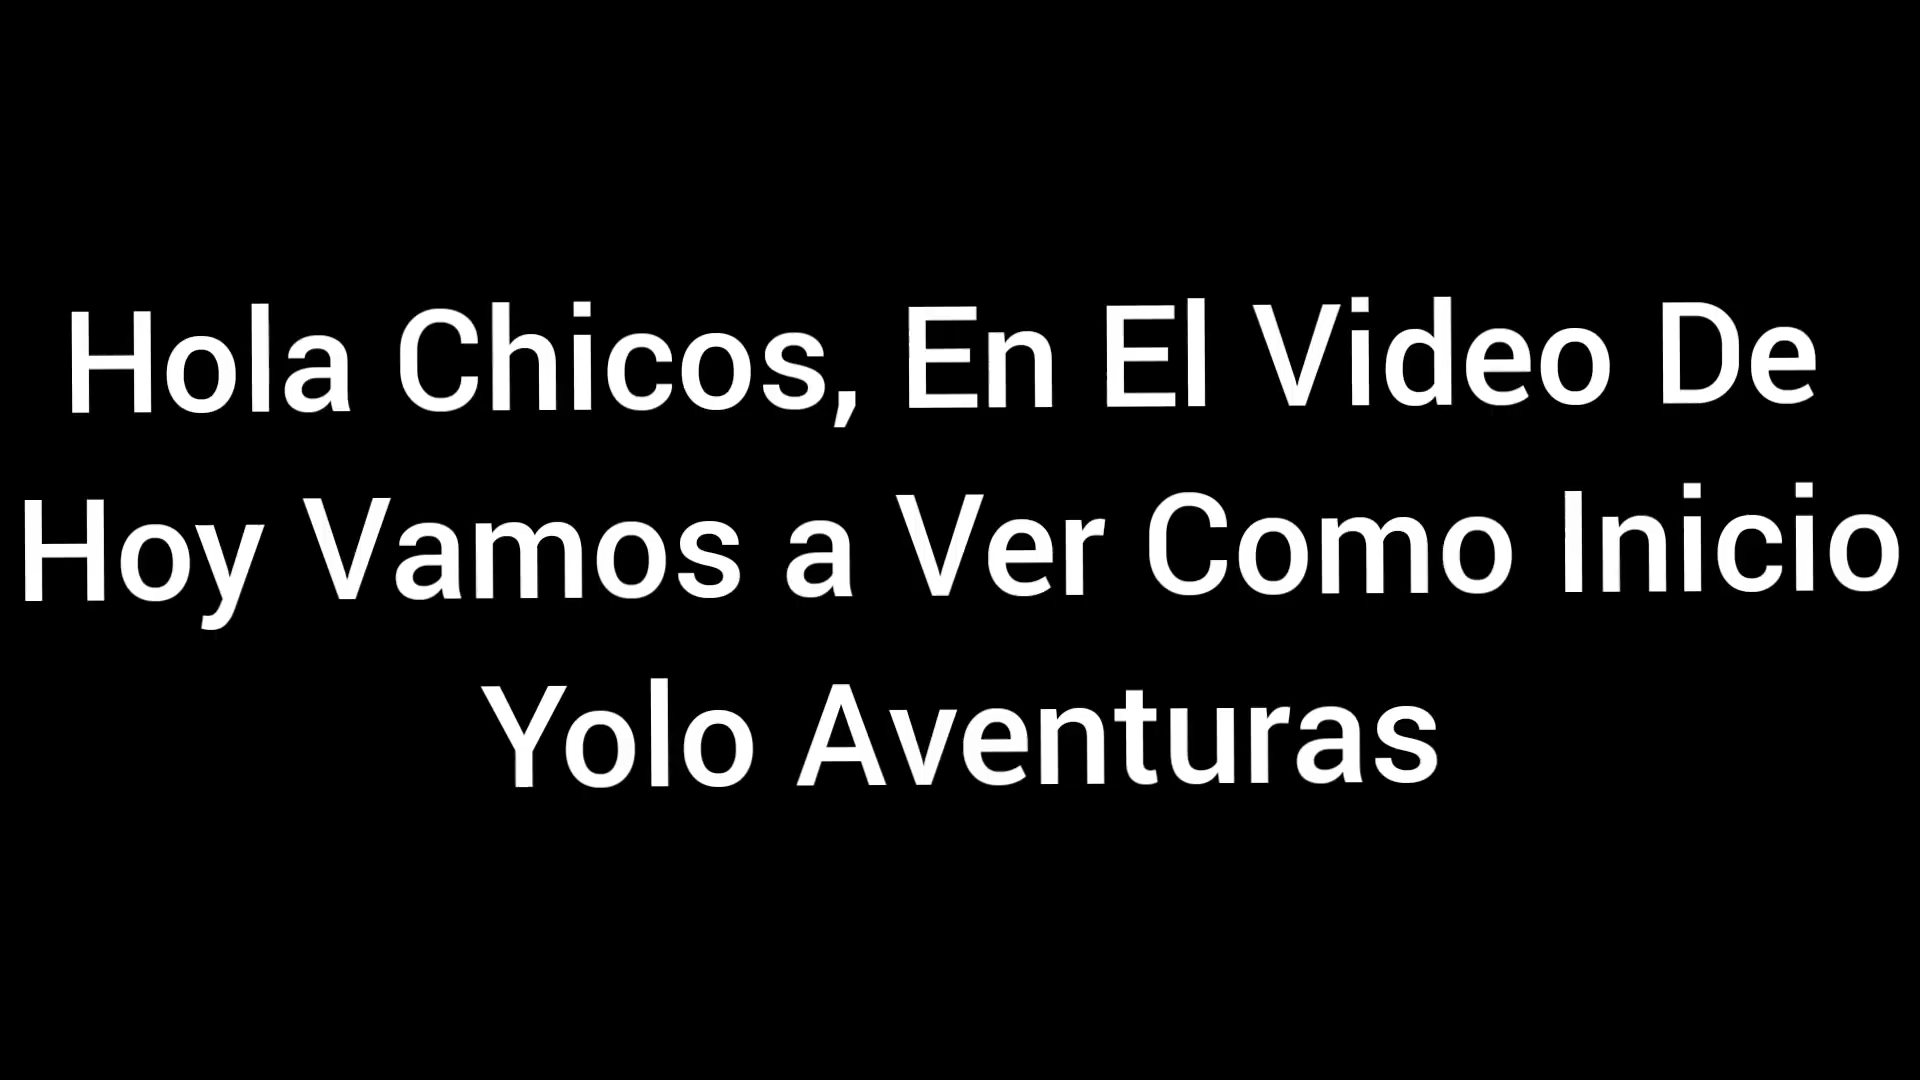 Hola Chicos, En El Video De
Hoy Vamos a Ver Como Inicio
Yolo Aventuras